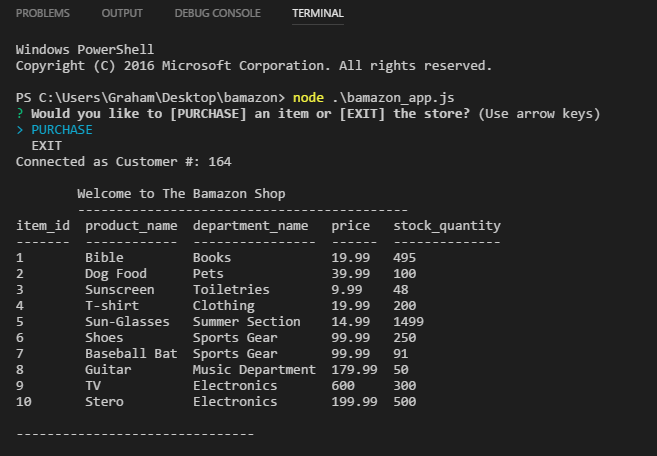 PROBLEMS OUTPUT DEBUG CONSOLE TERMINAL
Windows PowerShell
Copyright (C) 2016 Microsoft Corporation. All rights reserved.
PS C:\Users\Graham\Desktop\bamazon> node .\bamazon_app.js
? Would you like to [PURCHASE] an item or [EXIT] the store? (Use arrow keys)
> PURCHASE
EXIT
Connected as Customer #: 164
Welcome to The Bamazon Shop
-------------------------------------------
item_id product_name department_name price stock_quantity
------- ------------ ---------------- ------ --------------
1 Bible Books 19.99 495
2 Dog Food Pets 39.99 100
3 Sunscreen Toiletries 9.99 48
4 T-shirt Clothing 19.99 200
5 Sun-Glasses Summer Section 14.99 1499
6 Shoes Sports Gear 99.99 250
7 Baseball Bat Sports Gear 99.99 91
8 Guitar Music Department 179.99 50
9 TV Electronics 600 300
10 Stero Electronics 199.99 500
-------------------------------